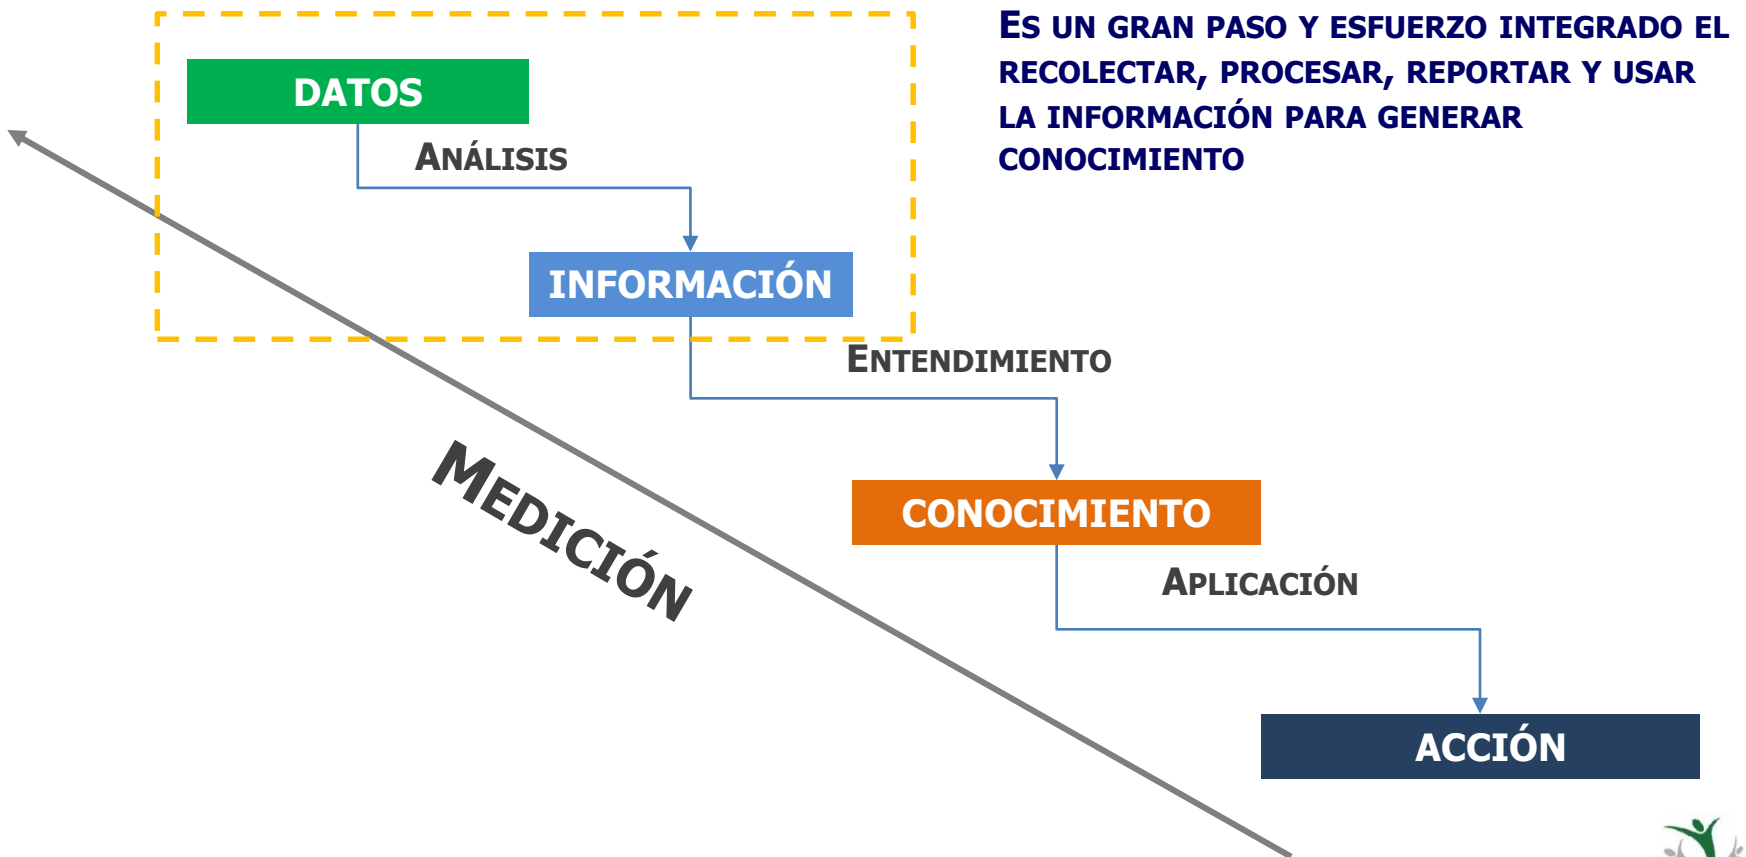 ES UN GRAN PASO Y ESFUERZO INTEGRADO EL
RECOLECTAR, PROCESAR, REPORTAR Y USAR
LA INFORMACIÓN PARA GENERAR
CONOCIMIENTO
DATOS
ANÁLISIS
INFORMACIÓN
ENTENDIMIENTO
MEDICIÓN
CONOCIMIENTO
APLICACIÓN
ACCIÓN